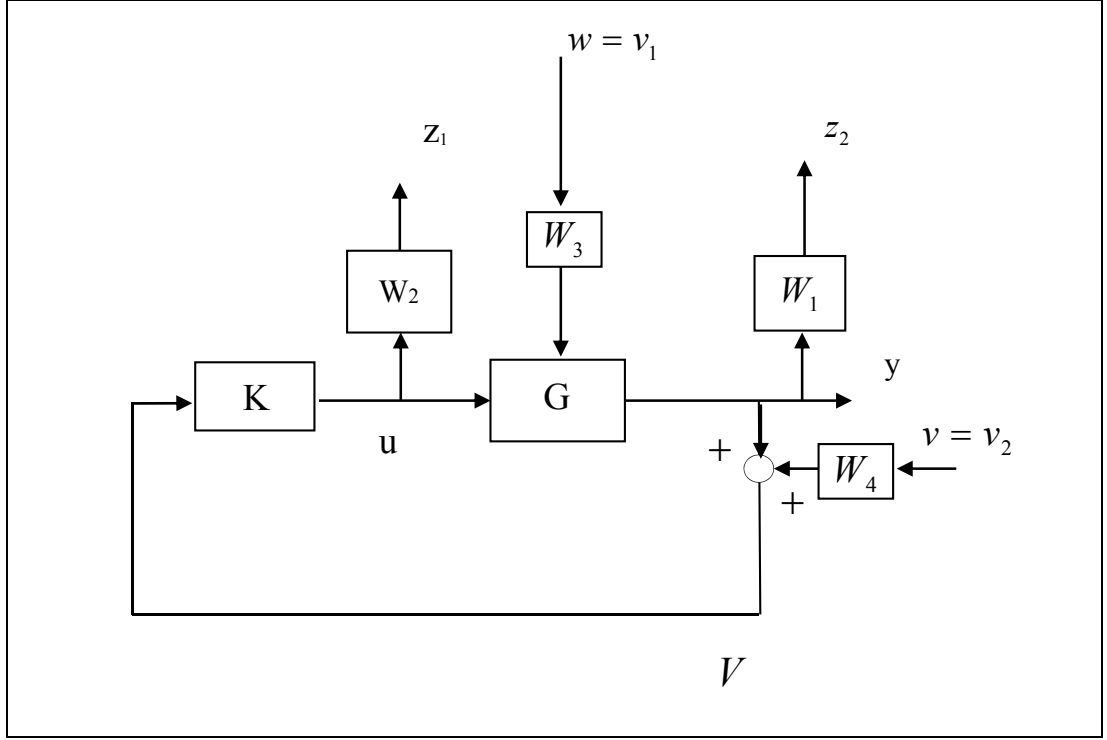 w = v₁
z₁
z₂
W₃
W₂
W₁
y
K
G
u
v = v₂
+
W₄
+
V